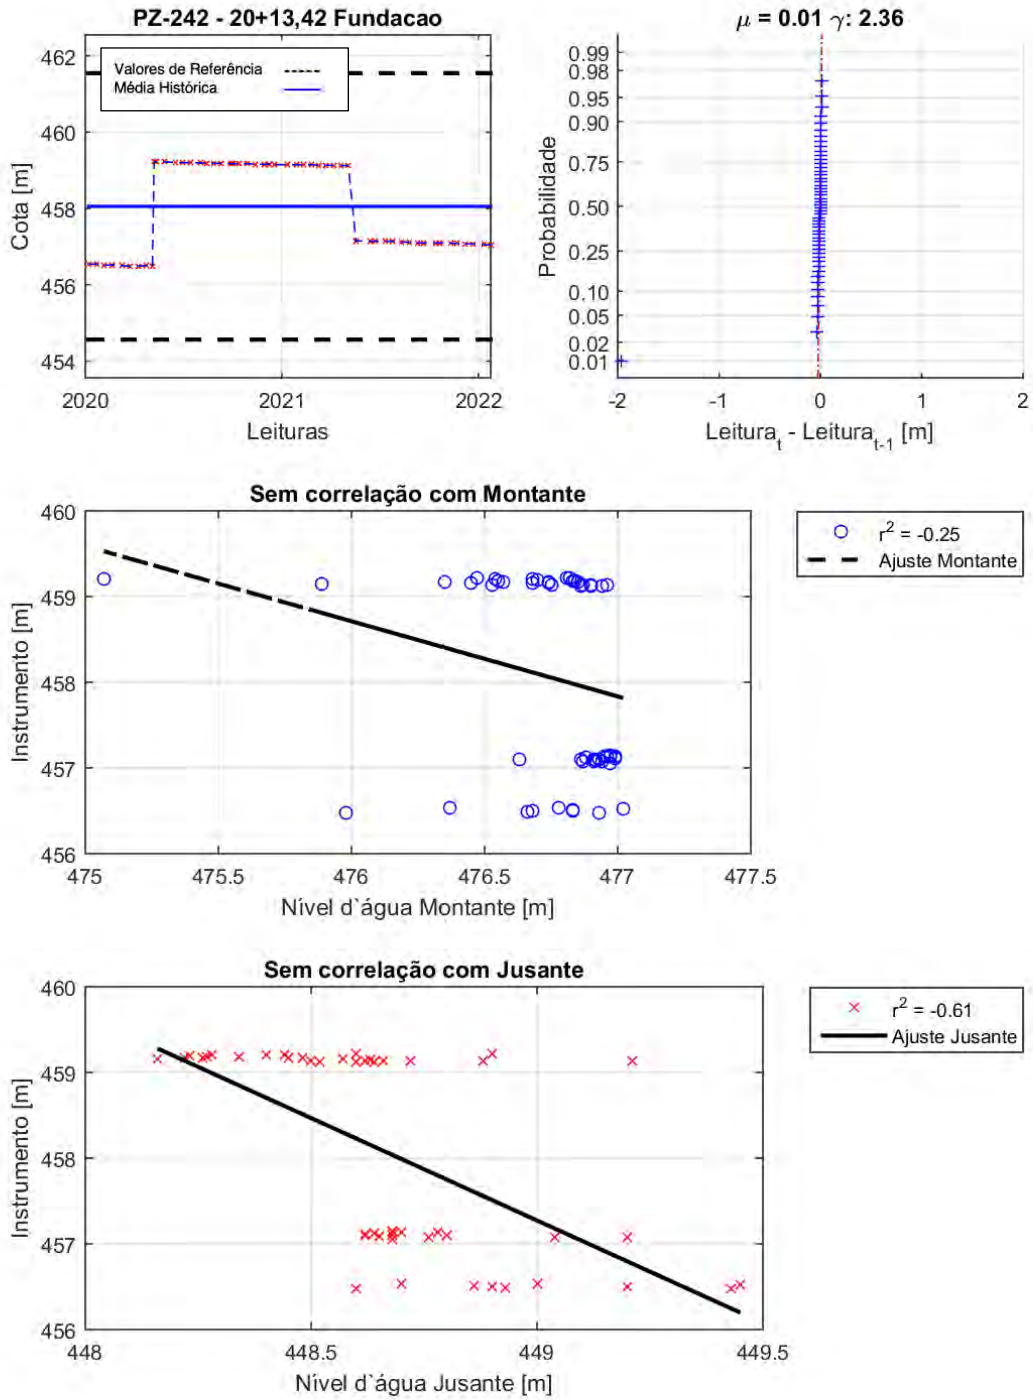 PZ-242 - 20+13,42 Fundacao
462
460
458
456
454
Cota [m]
Valores de Referência
Média Histórica
2020
2021
2022
Leituras
μ = 0.01 γ: 2.36
0.99
0.98
0.95
0.90
0.75
0.50
0.25
0.10
0.05
0.02
0.01
Probabilidade
-2
-1
0
1
2
Leitura_t - Leitura_t-1 [m]
Sem correlação com Montante
460
459
458
457
456
Instrumento [m]
475
475.5
476
476.5
477
477.5
Nível d`água Montante [m]
r² = -0.25
Ajuste Montante
Sem correlação com Jusante
460
459
458
457
456
Instrumento [m]
448
448.5
449
449.5
Nível d`água Jusante [m]
r² = -0.61
Ajuste Jusante